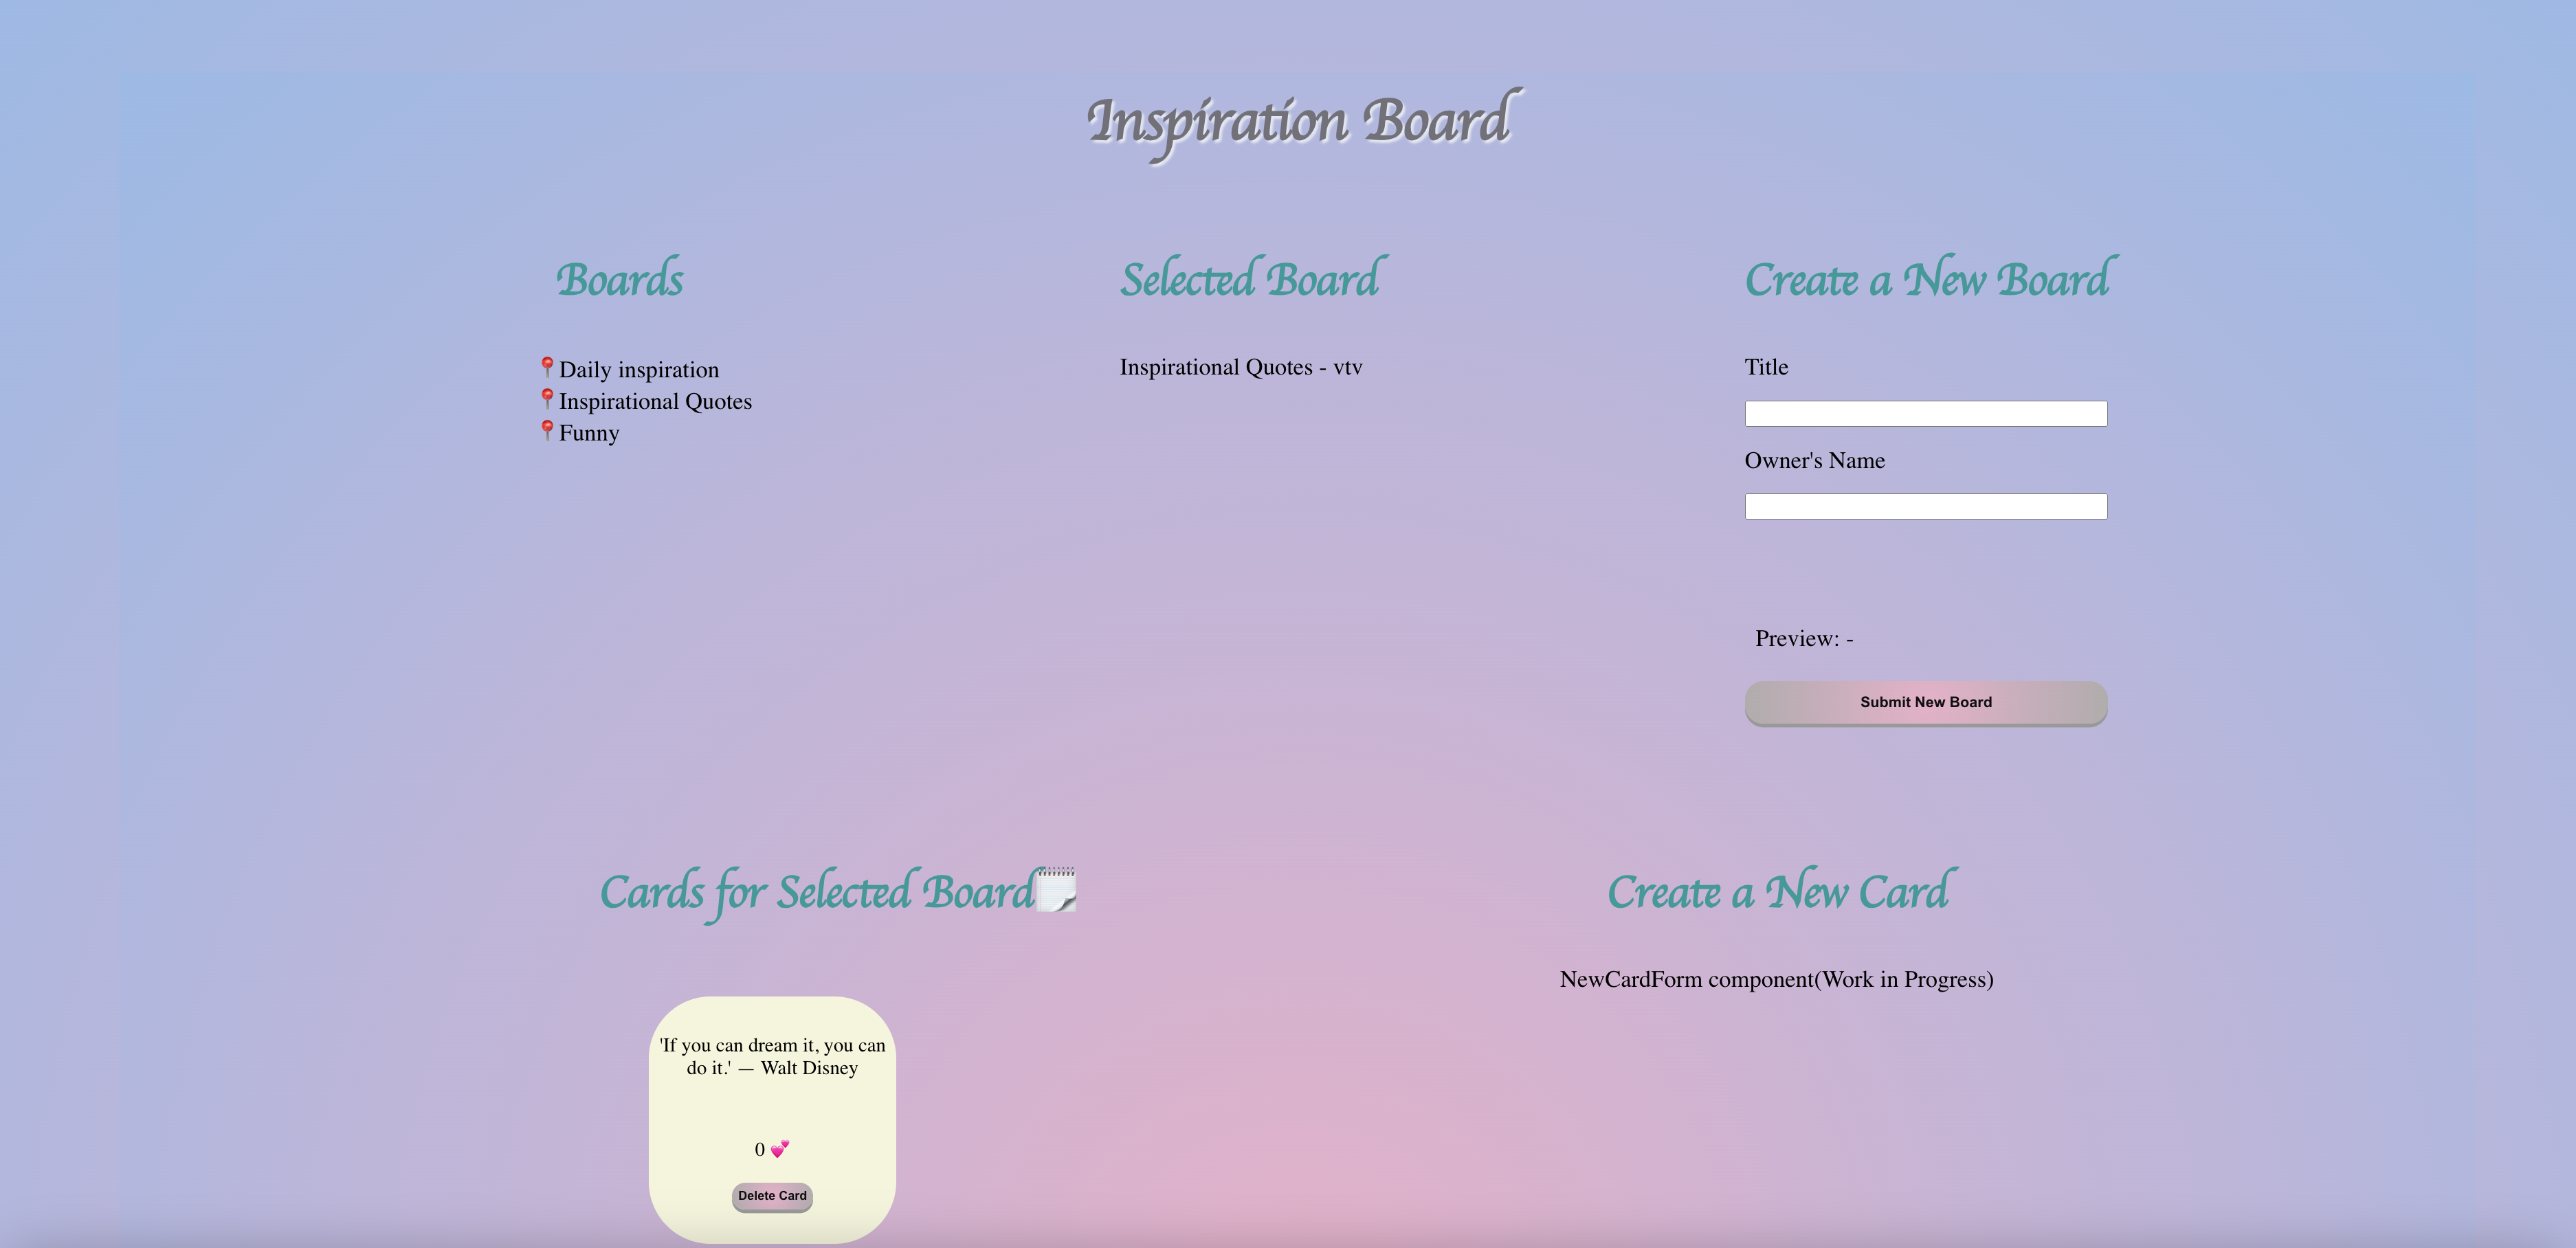 Inspiration Board
Boards
📍Daily inspiration
📍Inspirational Quotes
📍Funny
Selected Board
Inspirational Quotes - vtv
Create a New Board
Title
Owner's Name
Preview: -
Submit New Board
Cards for Selected Board🗒️
'If you can dream it, you can
do it.' — Walt Disney
0 💕
Delete Card
Create a New Card
NewCardForm component(Work in Progress)